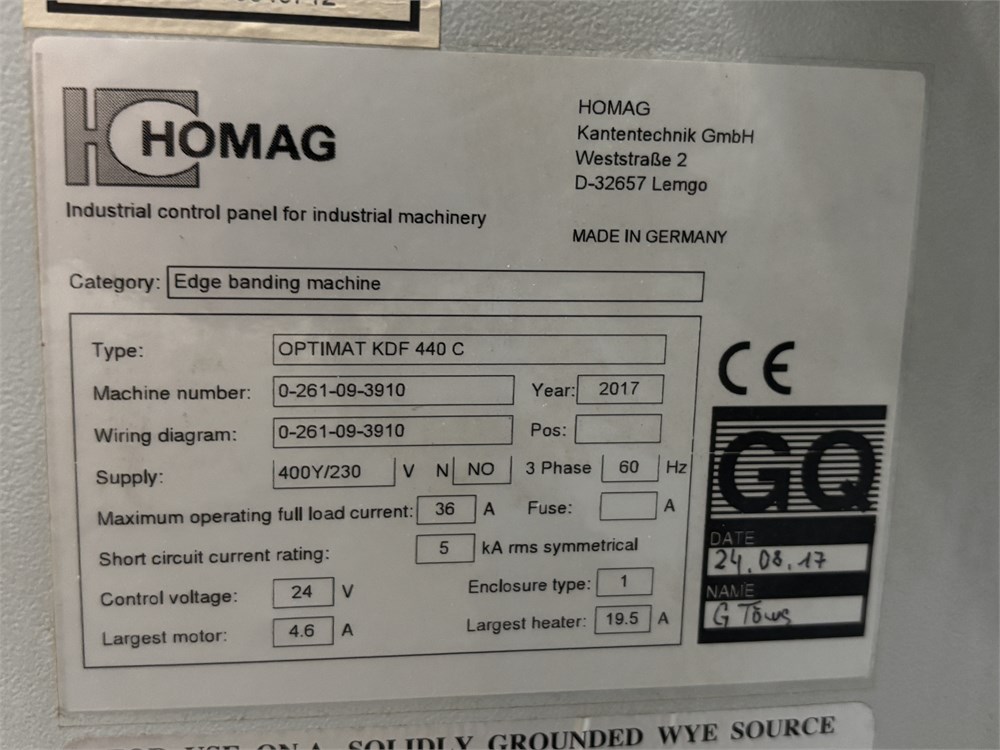 HOMAG
HOMAG
Kantentechnik GmbH
Weststraße 2
D-32657 Lemgo
Industrial control panel for industrial machinery
MADE IN GERMANY
Category: Edge banding machine
Type: OPTIMAT KDF 440 C
Machine number: 0-261-09-3910 Year: 2017
Wiring diagram: 0-261-09-3910 Pos:
Supply: 400Y/230 V N NO 3 Phase 60 Hz
Maximum operating full load current: 36 A Fuse: A
Short circuit current rating: 5 kA rms symmetrical
Control voltage: 24 V Enclosure type: 1
Largest motor: 4.6 A Largest heater: 19.5 A
CE
GQ
DATE
24.08.17
NAME
G
FOR USE ON A SOLIDLY GROUNDED WYE SOURCE